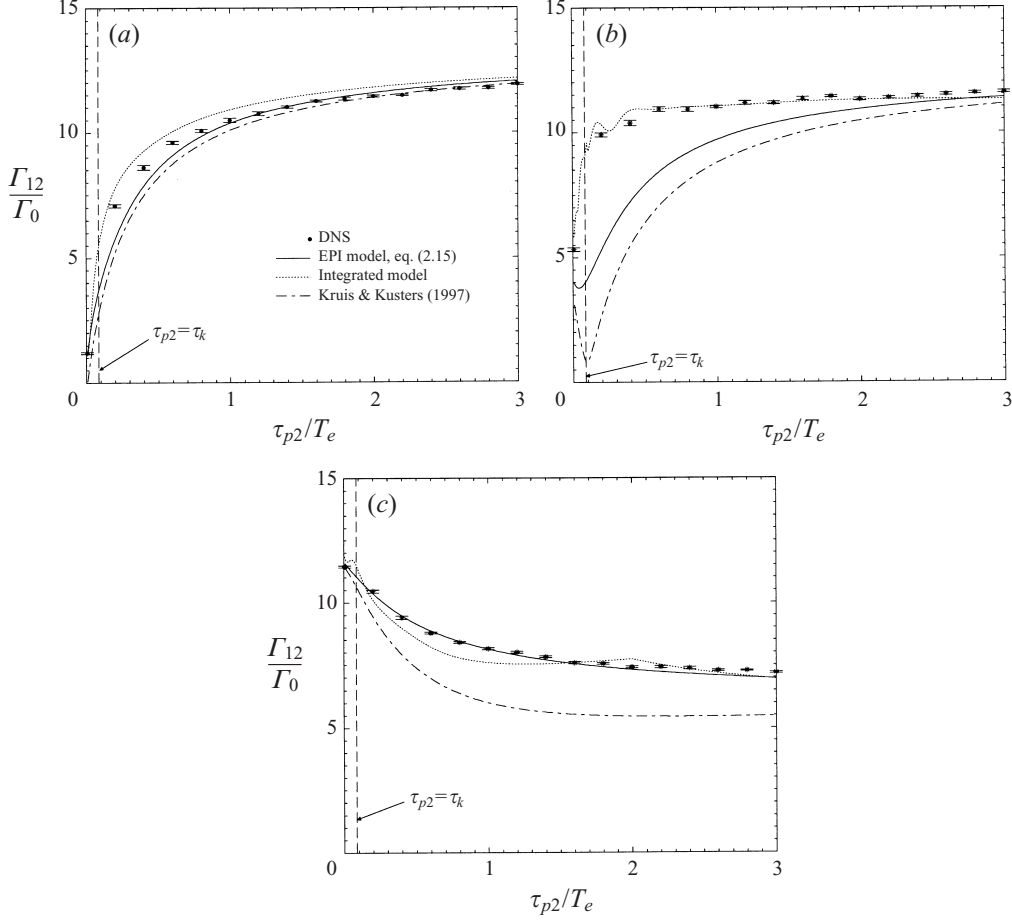 15
(a)
10
Γ12
Γ0
5
DNS
EPI model, eq. (2.15)
Integrated model
Kruis & Kusters (1997)
τp2=τk
0
1
2
3
τp2/Te
15
(b)
10
5
τp2=τk
0
1
2
3
τp2/Te
15
(c)
10
Γ12
Γ0
5
τp2=τk
0
1
2
3
τp2/Te